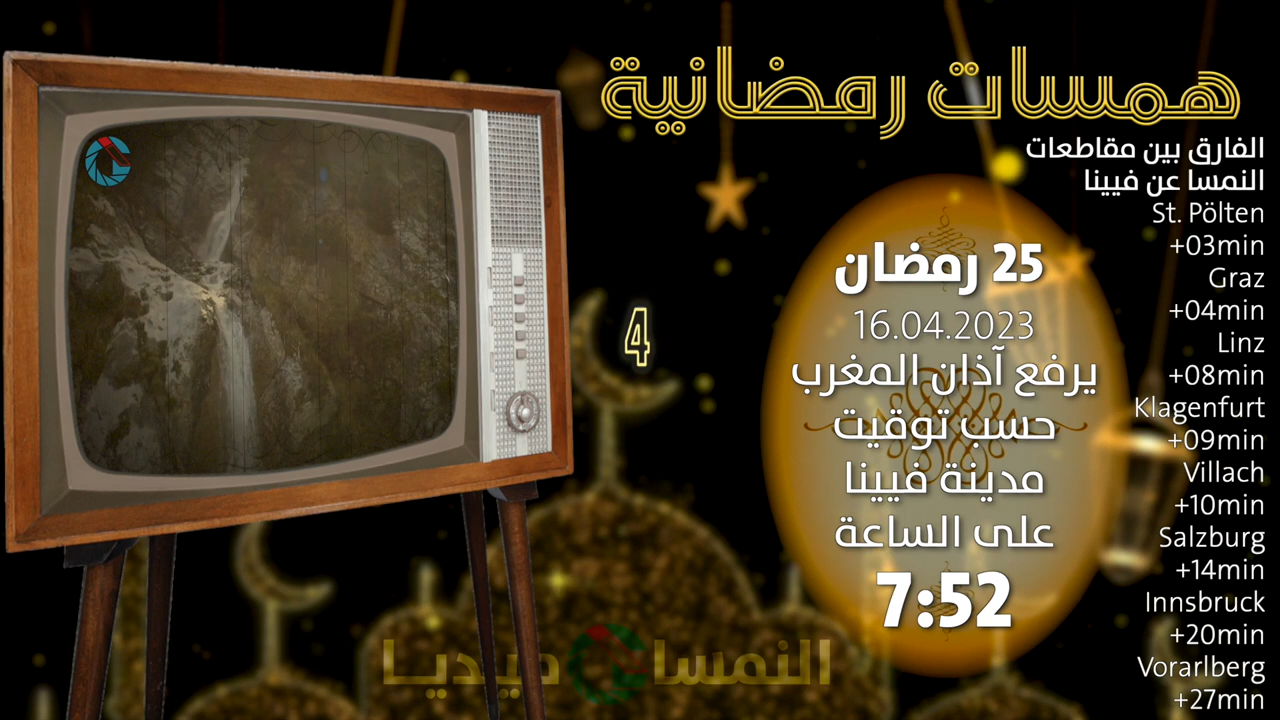 همسات رمضانية
الفارق بين مقاطعات
النمسا عن فيينا
St. Pölten
+03min
Graz
+04min
Linz
+08min
Klagenfurt
+09min
Villach
+10min
Salzburg
+14min
Innsbruck
+20min
Vorarlberg
+27min
25 رمضان
16.04.2023
يرفع آذان المغرب
حسب توقيت
مدينة فيينا
على الساعة
7:52
4
النمسا ميديا